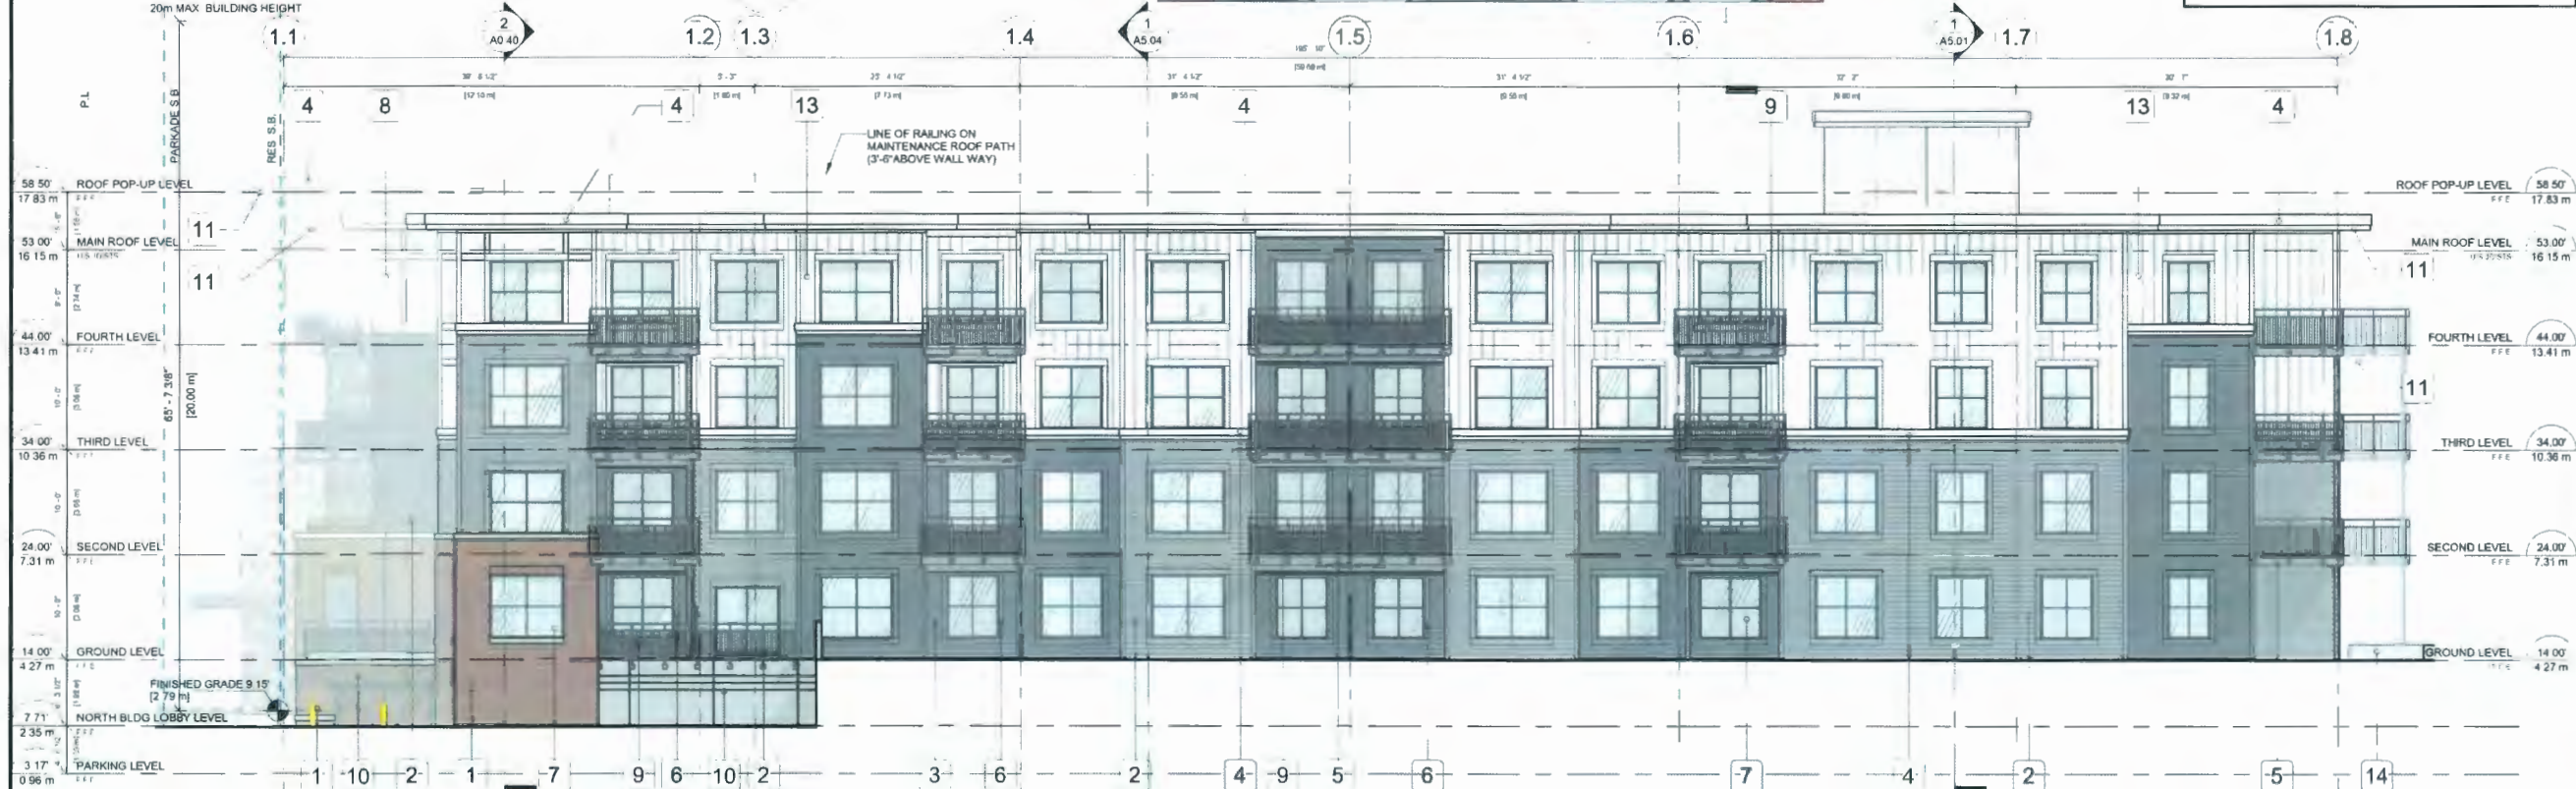 20m MAX BUILDING HEIGHT
1.1
2
A0.40
1.2
1.3
1.4
1
A5.04
1.5
1.6
1
A5.01
1.7
1.8
31' 4 1/2"
31' 4 1/2"
P.L
PARKADE S.B
RES S.B.
4
8
4
13
4
9
13
4
LINE OF RAILING ON
MAINTENANCE ROOF PATH
(3'-6"ABOVE WALL WAY)
58 50'
ROOF POP-UP LEVEL
17 83 m
11
53 00'
MAIN ROOF LEVEL
16 15 m
11
44.00'
FOURTH LEVEL
13 41 m
65' - 7 3/8"
[20.00 m]
34 00'
THIRD LEVEL
10 36 m
24.00'
SECOND LEVEL
7.31 m
14 00'
GROUND LEVEL
4 27 m
FINISHED GRADE 9 15'
[2 79 m]
7 71'
NORTH BLDG LOBBY LEVEL
2.35 m
3 17'
PARKING LEVEL
0 96 m
ROOF POP-UP LEVEL
58 50'
17.83 m
MAIN ROOF LEVEL
53.00'
16 15 m
11
FOURTH LEVEL
44.00'
13.41 m
11
THIRD LEVEL
34.00'
10.36 m
SECOND LEVEL
24.00'
7.31 m
GROUND LEVEL
14 00'
4 27 m
1
10
2
1
7
9
6
10
2
3
6
2
4
9
5
6
7
4
2
5
14